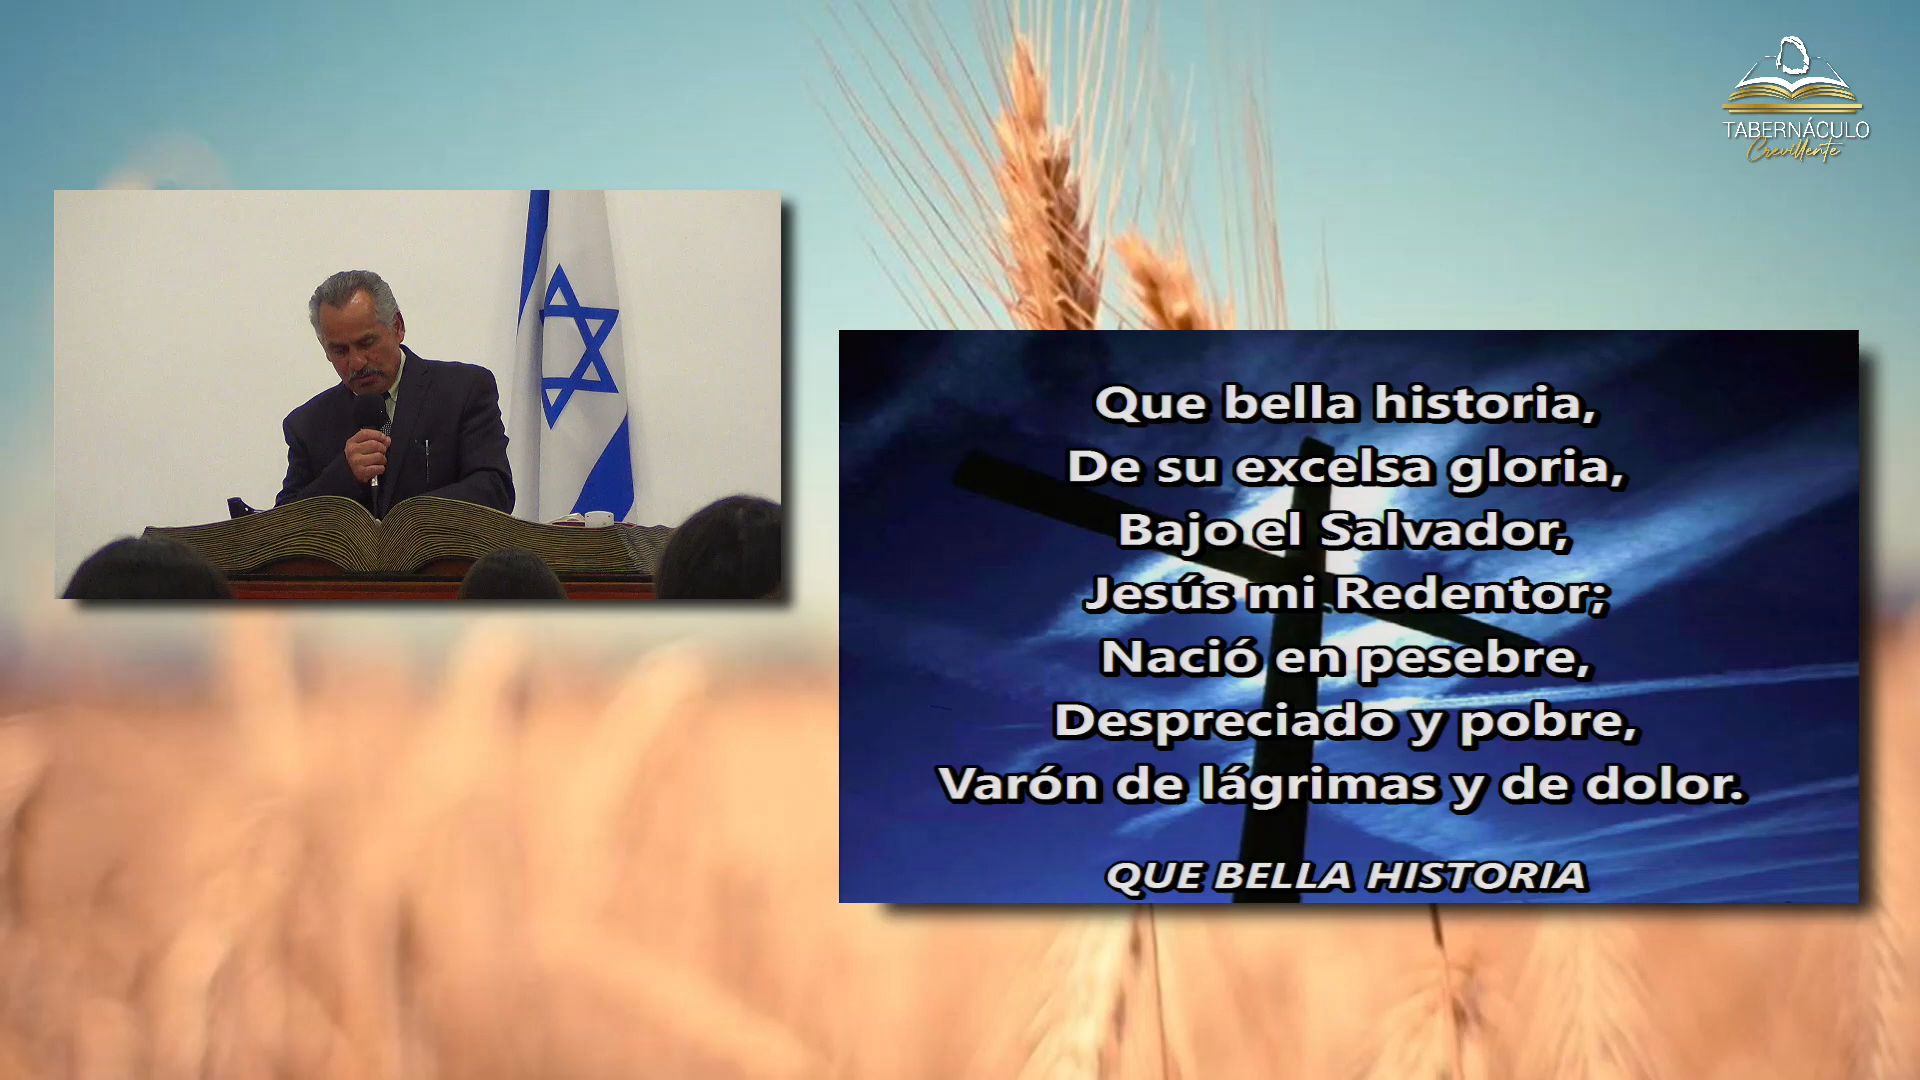 TABERNÁCULO
Crevillente
Que bella historia,
De su excelsa gloria,
Bajo el Salvador,
Jesús mi Redentor;
Nació en pesebre,
Despreciado y pobre,
Varón de lágrimas y de dolor.
QUE BELLA HISTORIA